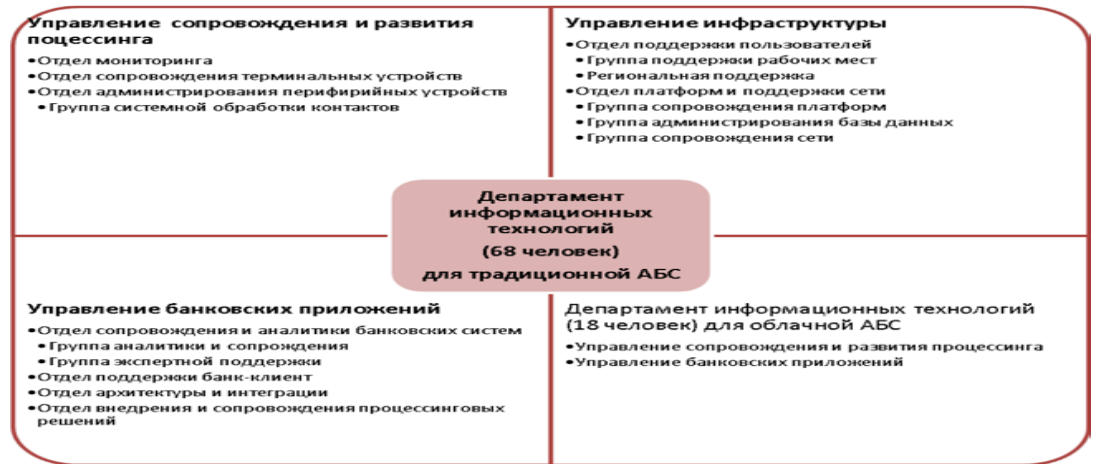 Управление сопровождения и развития
поцессинга
•Отдел мониторинга
•Отдел сопровождения терминальных устройств
•Отдел администрирования перифирийных устройств
•Группа системной обработки контактов
Управление инфраструктуры
•Отдел поддержки пользователей
•Группа поддержки рабочих мест
•Региональная поддержка
•Отдел платформ и поддержки сети
•Группа сопровождения платформ
•Группа администрирования базы данных
•Группа сопровождения сети
Департамент
информационных
технологий
(68 человек)
для традиционной АБС
Управление банковских приложений
•Отдел сопровождения и аналитики банковских систем
•Группа аналитики и сопрождения
•Группа экспертной поддержки
•Отдел поддержки банк-клиент
•Отдел архитектуры и интеграции
•Отдел внедрения и сопровождения процессинговых
решений
Департамент информационных технологий
(18 человек) для облачной АБС
•Управление сопровождения и развития процессинга
•Управление банковских приложений